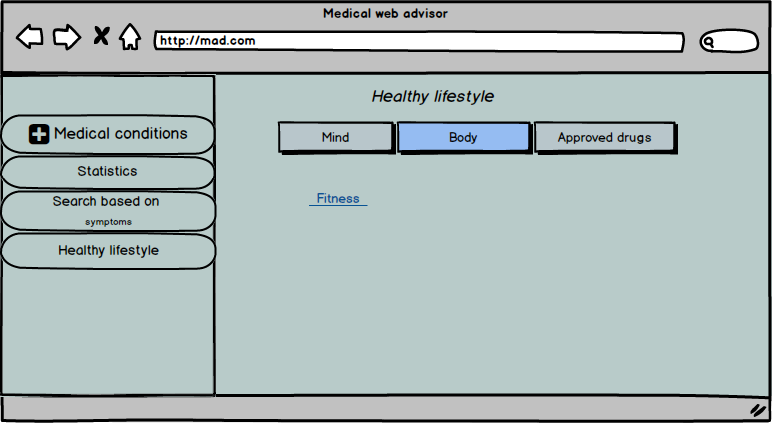 Medical web advisor
http://mad.com
Healthy lifestyle
Mind
Body
Approved drugs
Medical conditions
Statistics
Search based on
symptoms
Healthy lifestyle
Fitness